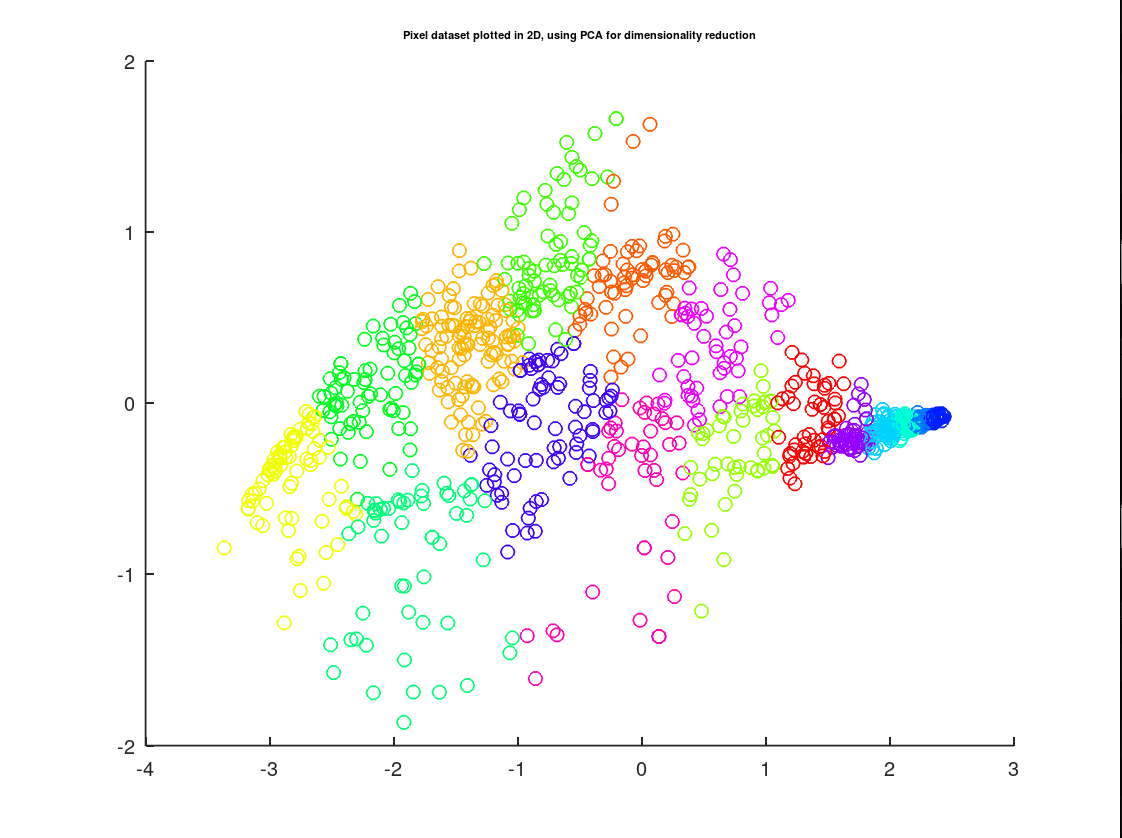 Pixel dataset plotted in 2D, using PCA for dimensionality reduction
2
1
0
-1
-2
-4 -3 -2 -1 0 1 2 3